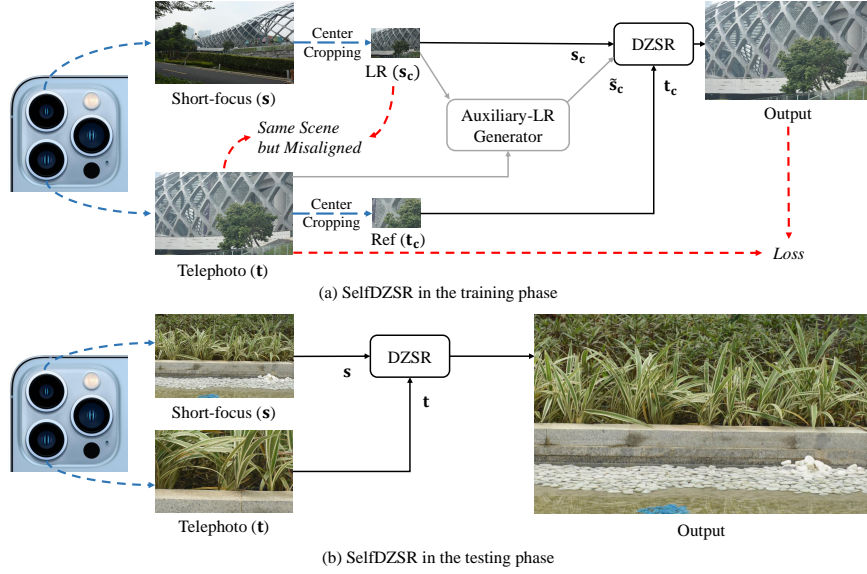 Center
Cropping
Short-focus (s)
LR (s_c)
s_c
DZSR
s̃_c
t_c
Output
Same Scene
but Misaligned
Auxiliary-LR
Generator
Center
Cropping
Telephoto (t)
Ref (t_c)
Loss
(a) SelfDZSR in the training phase
Short-focus (s)
s
DZSR
t
Telephoto (t)
Output
(b) SelfDZSR in the testing phase